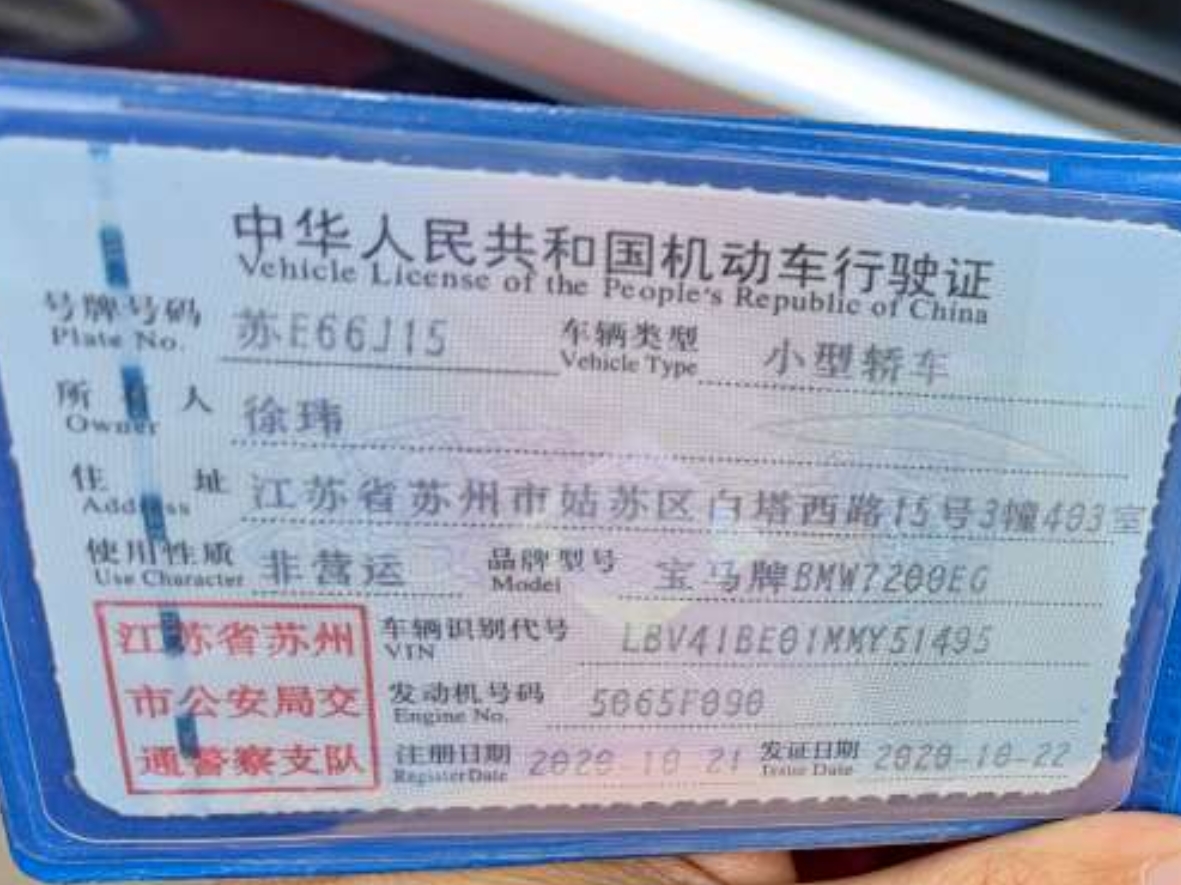 中华人民共和国机动车行驶证
Vehicle License of the People's Republic of China
号牌号码 苏E66J15 车辆类型 小型轿车
Plate No. Vehicle Type
所有人 徐玮
Owner
住址 江苏省苏州市姑苏区白塔西路15号3幢403室
Address
使用性质 非营运 品牌型号 宝马牌BMW7200EG
Use Character Model
江苏省苏州 车辆识别代号 LBV41BE01MMY51495
VIN
市公安局交 发动机号码 5065F090
Engine No.
通警察支队 注册日期 2020 10 21 发证日期 2020-10-22
Register Date Issue Date